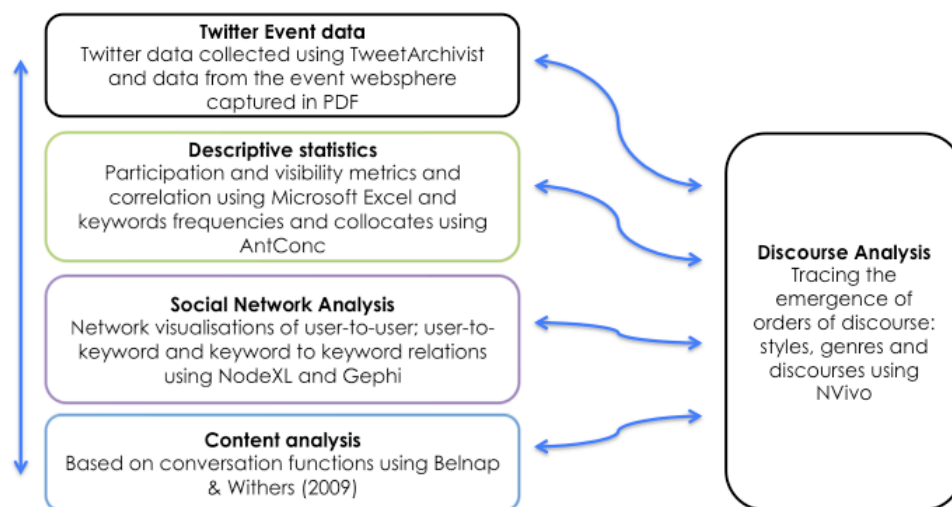 Twitter Event data
Twitter data collected using TweetArchivist
and data from the event websphere
captured in PDF
Descriptive statistics
Participation and visibility metrics and
correlation using Microsoft Excel and
keywords frequencies and collocates using
AntConc
Social Network Analysis
Network visualisations of user-to-user; user-to-
keyword and keyword to keyword relations
using NodeXL and Gephi
Content analysis
Based on conversation functions using Belnap
& Withers (2009)
Discourse Analysis
Tracing the
emergence of
orders of discourse:
styles, genres and
discourses using
NVivo